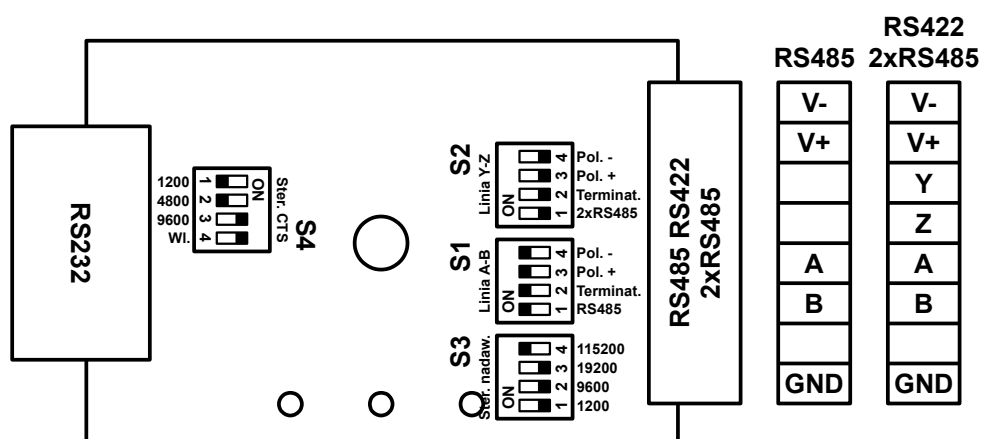 RS232
1200
4800
9600
Wł.
1
2
3
4
ON
Ster. CTS
S4
S2
Linia Y-Z
ON
4 Pol. -
3 Pol. +
2 Terminat.
1 2xRS485
S1
Linia A-B
ON
4 Pol. -
3 Pol. +
2 Terminat.
1 RS485
S3
Ster. nadaw.
ON
4 115200
3 19200
2 9600
1 1200
RS485 RS422
2xRS485
RS485
V-
V+
A
B
GND
RS422
2xRS485
V-
V+
Y
Z
A
B
GND